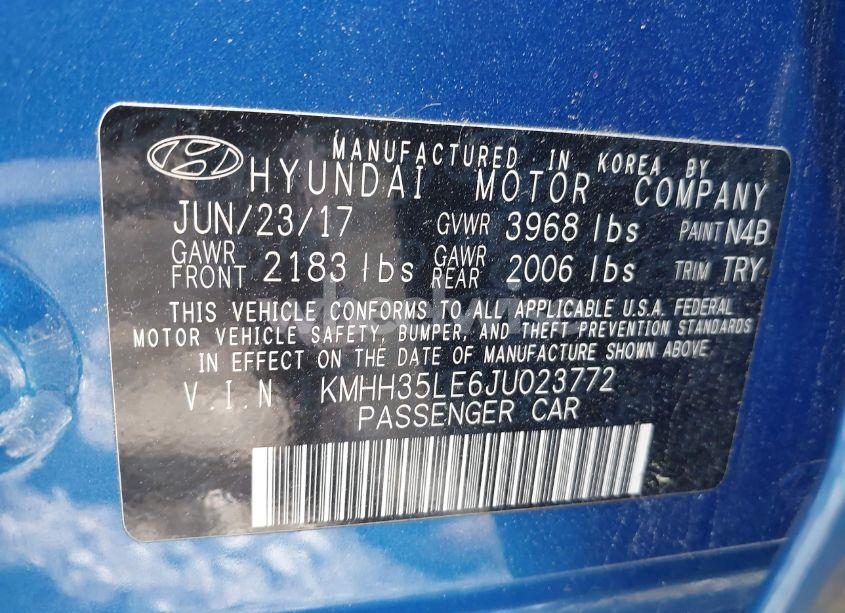 MANUFACTURED IN KOREA BY
HYUNDAI MOTOR COMPANY
JUN/23/17 GVWR 3968 lbs PAINT N4B
GAWR FRONT 2183 lbs GAWR REAR 2006 lbs TRIM TRY
THIS VEHICLE CONFORMS TO ALL APPLICABLE U.S.A. FEDERAL
MOTOR VEHICLE SAFETY, BUMPER, AND THEFT PREVENTION STANDARDS
IN EFFECT ON THE DATE OF MANUFACTURE SHOWN ABOVE
V.I.N KMHH35LE6JU023772
PASSENGER CAR